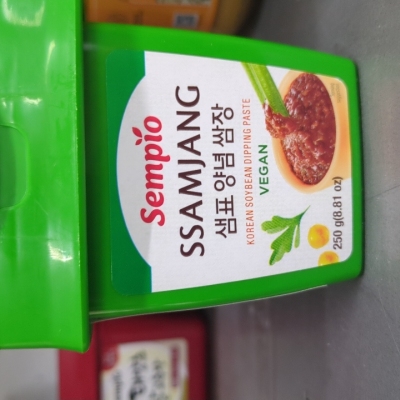 Sempio
SSAMJANG
샘표 양념 쌈장
KOREAN SOYBEAN DIPPING PASTE
VEGAN
250 g(8.81 oz)